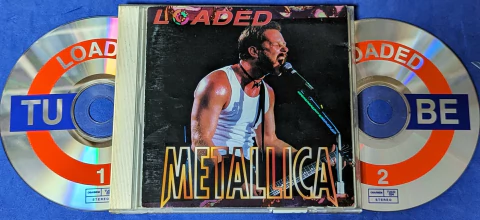 LOADED
TU
1
STEREO
LOADED
METALLICA
LOADED
BE
2
STEREO